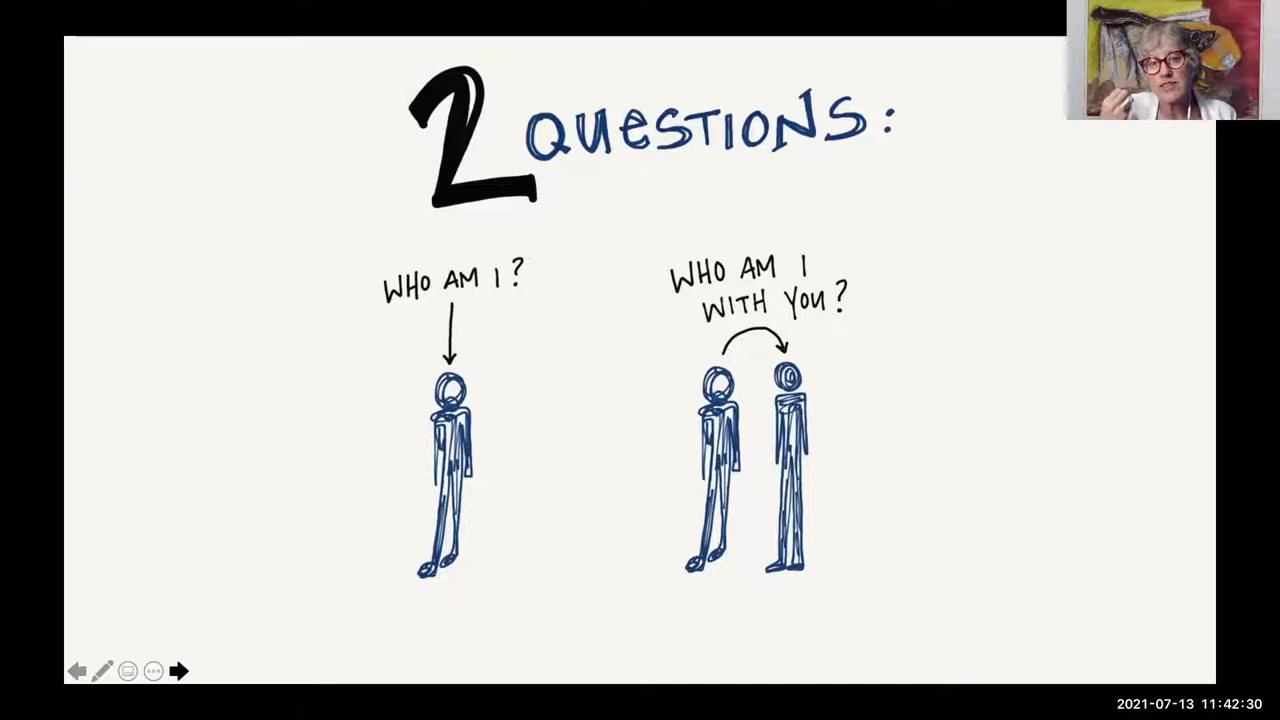 2 QUESTIONS:
WHO AM I?
WHO AM I
WITH YOU?
2021-07-13 11:42:30